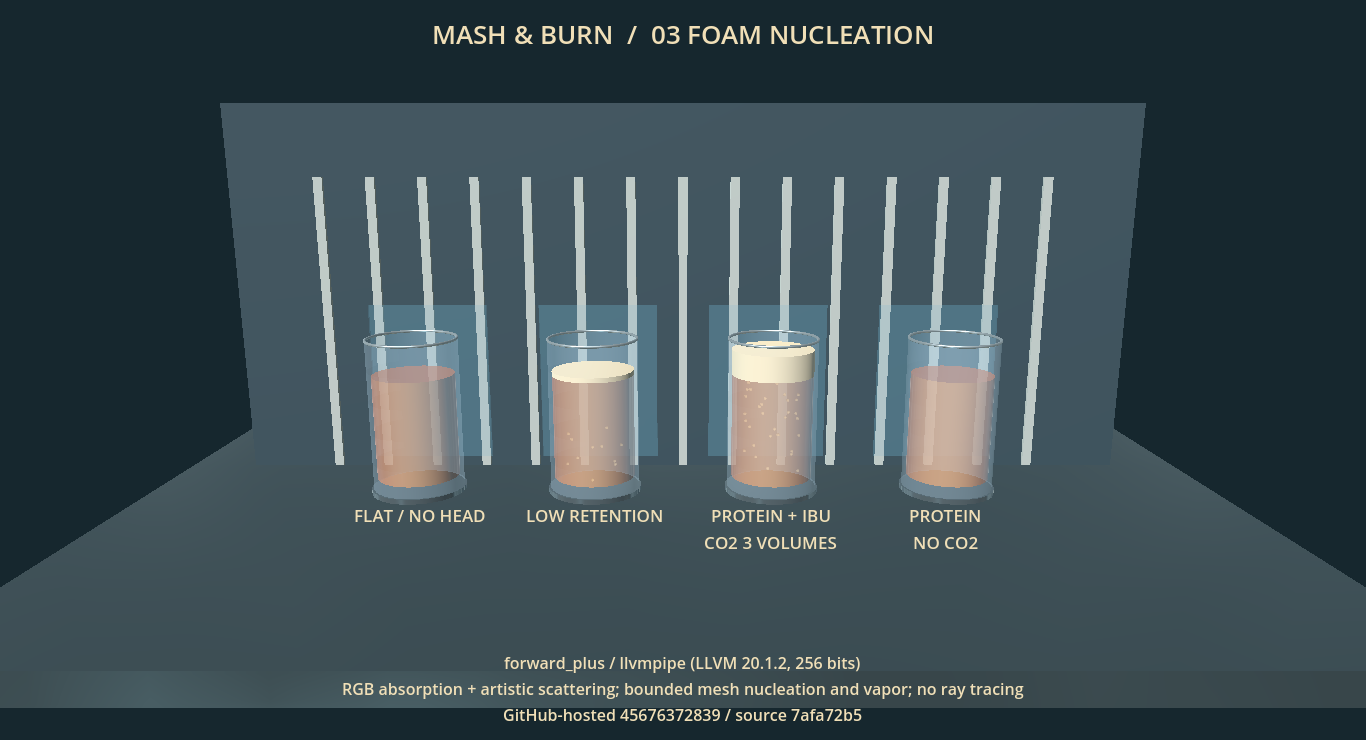 MASH & BURN / 03 FOAM NUCLEATION
FLAT / NO HEAD
LOW RETENTION
PROTEIN + IBU
CO2 3 VOLUMES
PROTEIN
NO CO2
forward_plus / llvmpipe (LLVM 20.1.2, 256 bits)
RGB absorption + artistic scattering; bounded mesh nucleation and vapor; no ray tracing
GitHub-hosted 45676372839 / source 7afa72b5